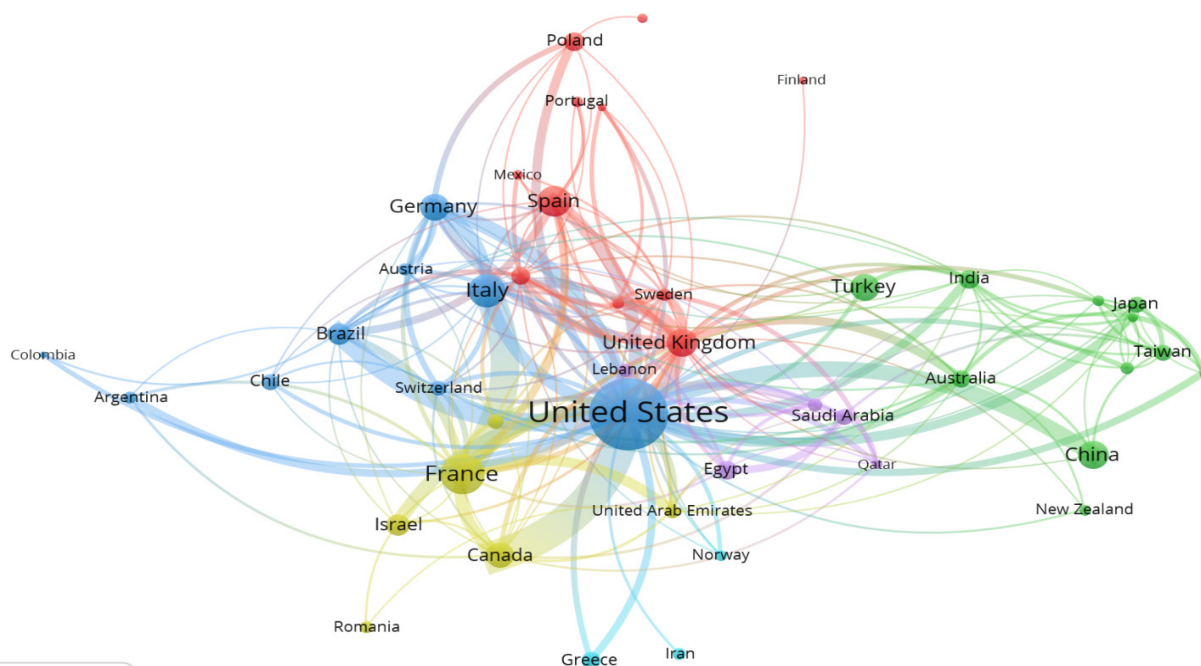 Poland
Finland
Portugal
Mexico
Spain
Germany
Austria
India
Turkey
Italy
Sweden
Japan
Brazil
United Kingdom
Taiwan
Colombia
Lebanon
Chile
Australia
Switzerland
Argentina
United States
Saudi Arabia
China
Qatar
Egypt
France
New Zealand
United Arab Emirates
Israel
Canada
Norway
Romania
Iran
Greece